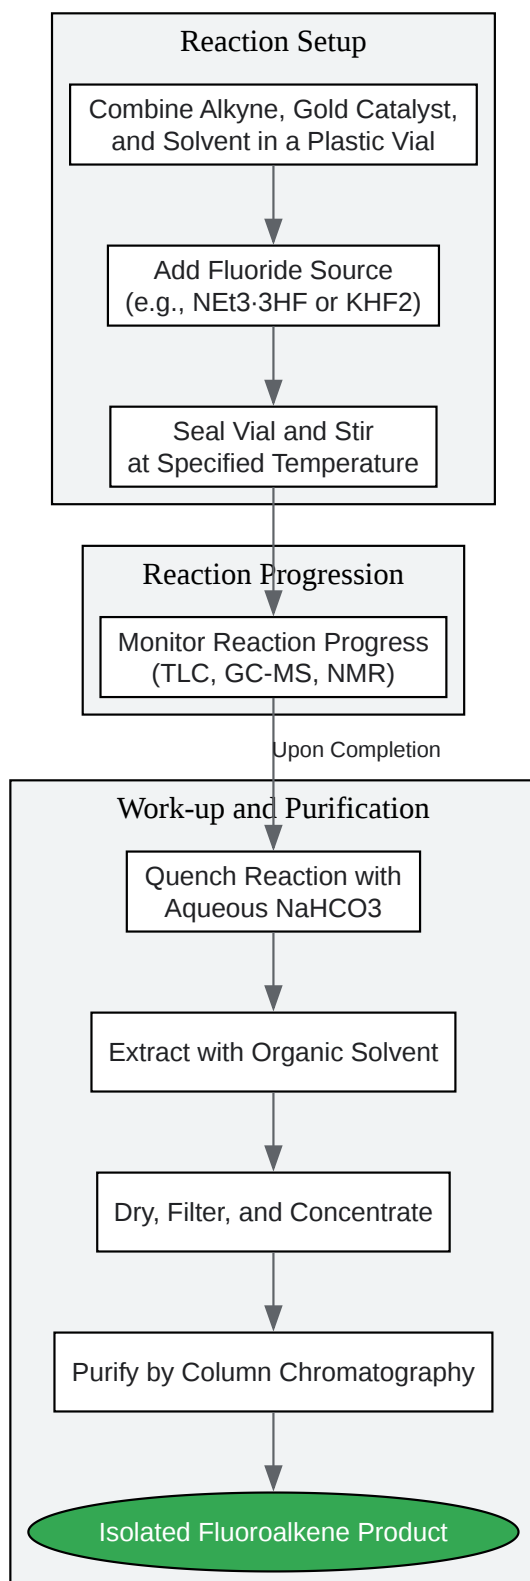 Reaction Setup
Combine Alkyne, Gold Catalyst,
and Solvent in a Plastic Vial
Add Fluoride Source
(e.g., NEt3·3HF or KHF2)
Seal Vial and Stir
at Specified Temperature
Reaction Progression
Monitor Reaction Progress
(TLC, GC-MS, NMR)
Upon Completion
Work-up and Purification
Quench Reaction with
Aqueous NaHCO3
Extract with Organic Solvent
Dry, Filter, and Concentrate
Purify by Column Chromatography
Isolated Fluoroalkene Product